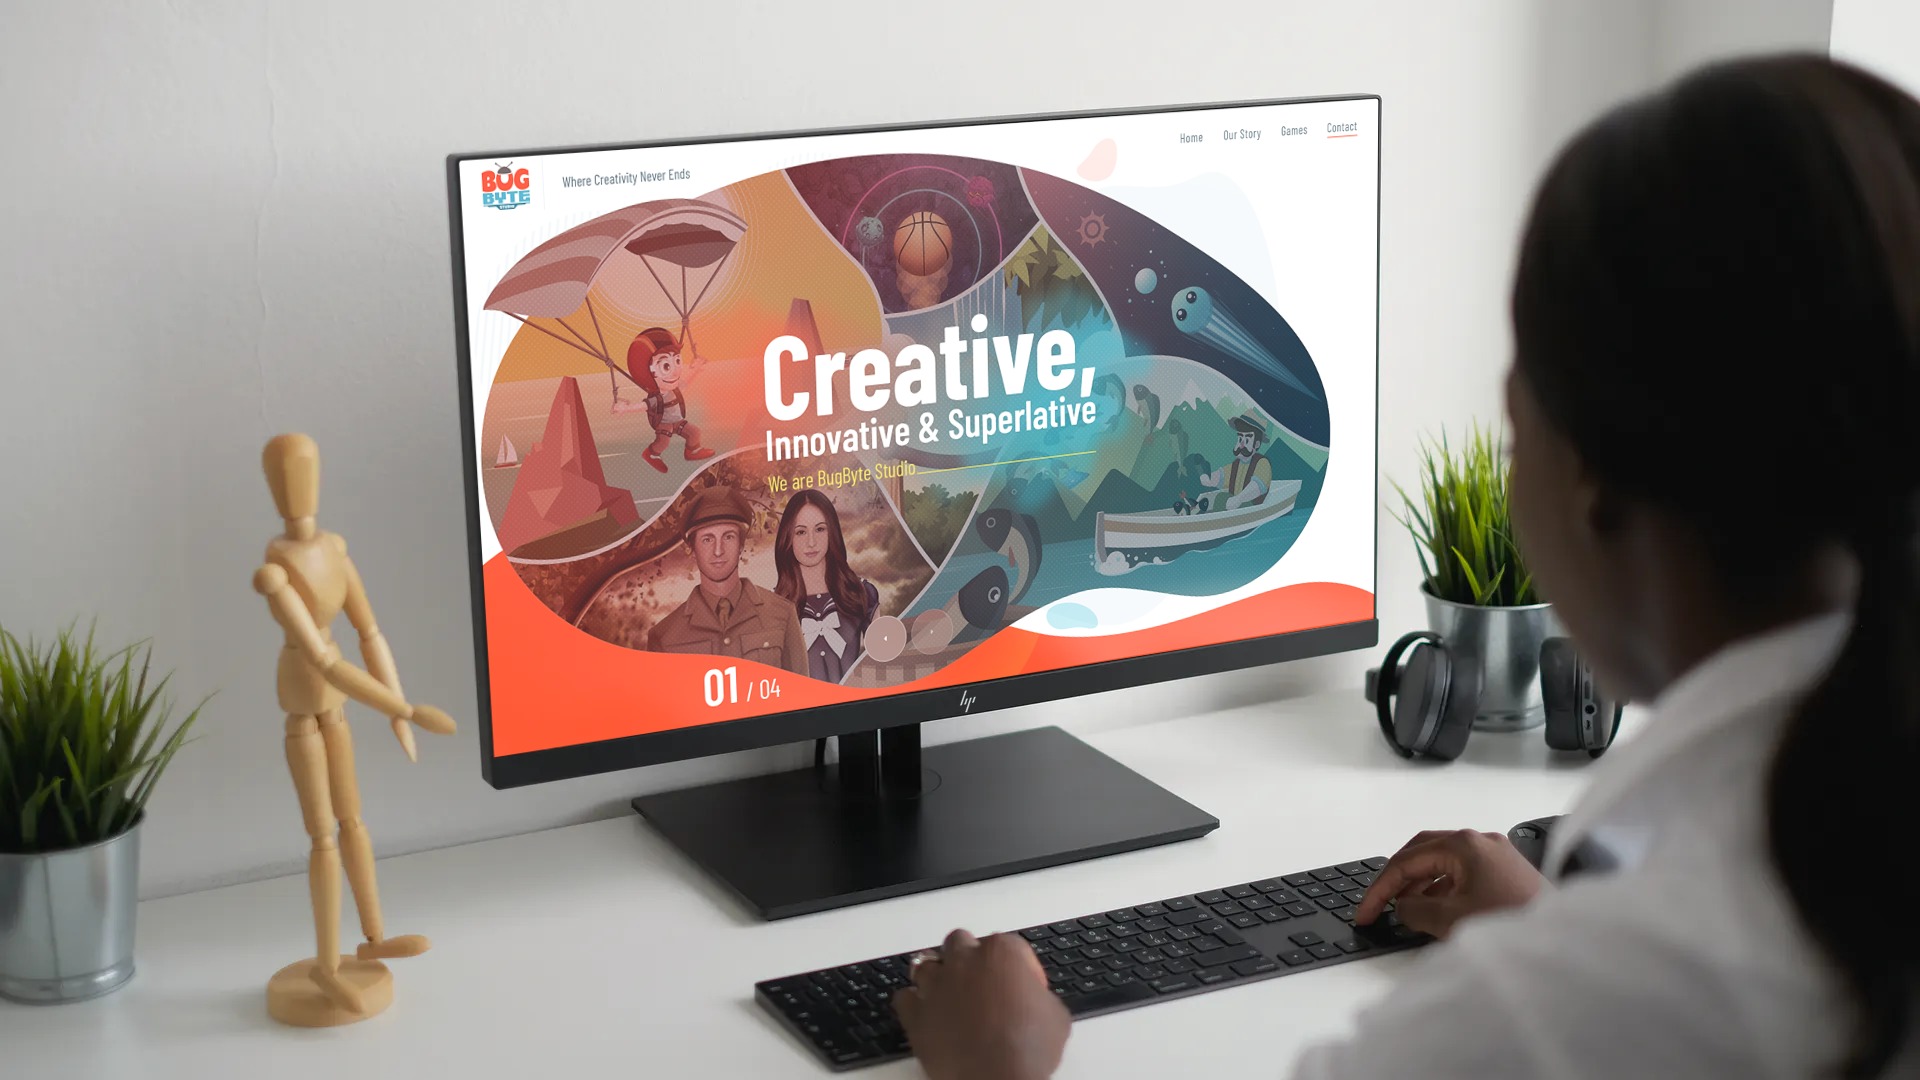 BUG
BYTE
STUDIO
Where Creativity Never Ends
Home
Our Story
Games
Contact
Creative,
Innovative & Superlative
We are BugByte Studio
01 / 04
hp